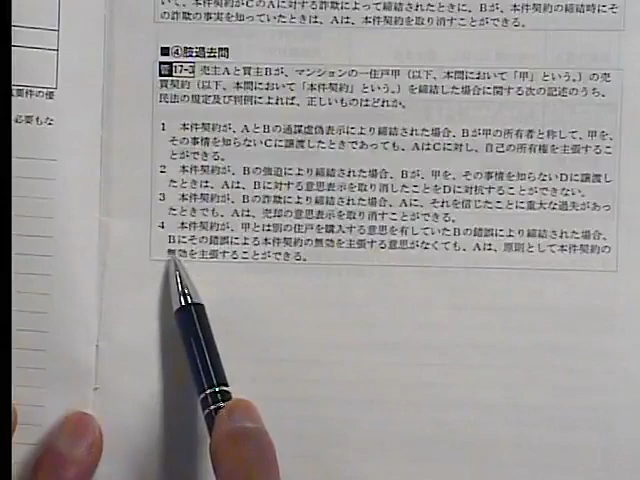 いて、本件契約がCのAに対する詐欺によって締結されたときに、Bが、本件契約の締結時にそ
の詐欺の事実を知っていたときは、Aは、本件契約を取り消すことができる。
■④肢過去問
管17-3 売主Aと買主Bが、マンションの一住戸甲(以下、本問において「甲」という。)の売
買契約(以下、本問において「本件契約」という。)を締結した場合に関する次の記述のうち、
民法の規定及び判例によれば、正しいものはどれか。
1 本件契約が、AとBの通謀虚偽表示により締結された場合、Bが甲の所有者と称して、甲を、
その事情を知らないCに譲渡したときであっても、AはCに対し、自己の所有権を主張するこ
とができる。
2 本件契約が、Bの強迫により締結された場合、Bが、甲を、その事情を知らないDに譲渡し
たときは、Aは、Bに対する意思表示を取り消したことをDに対抗することができない。
3 本件契約が、Bの詐欺により締結された場合、Aに、それを信じたことに重大な過失があっ
たときでも、Aは、売却の意思表示を取り消すことができる。
4 本件契約が、甲とは別の住戸を購入する意思を有していたBの錯誤により締結された場合、
Bにその錯誤による本件契約の無効を主張する意思がなくても、Aは、原則として本件契約の
無効を主張することができる。
要件の優
必要もな